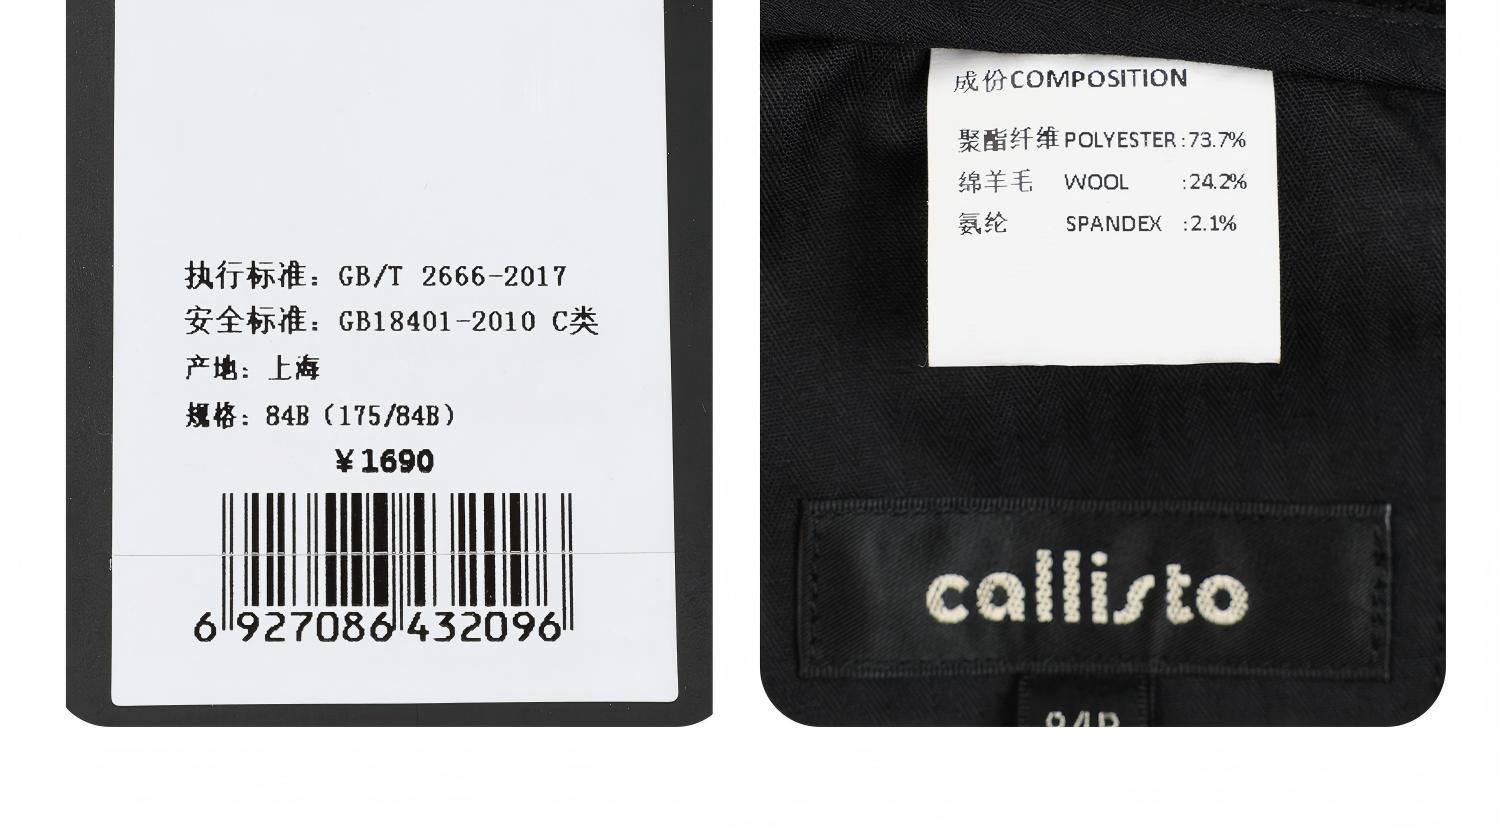 执行标准：GB/T 2666-2017
安全标准：GB18401-2010 C类
产地：上海
规格：84B（175/84B）
¥1690
6 927086 432096
成份COMPOSITION
聚酯纤维 POLYESTER :73.7%
绵羊毛 WOOL :24.2%
氨纶 SPANDEX :2.1%
callisto
84B